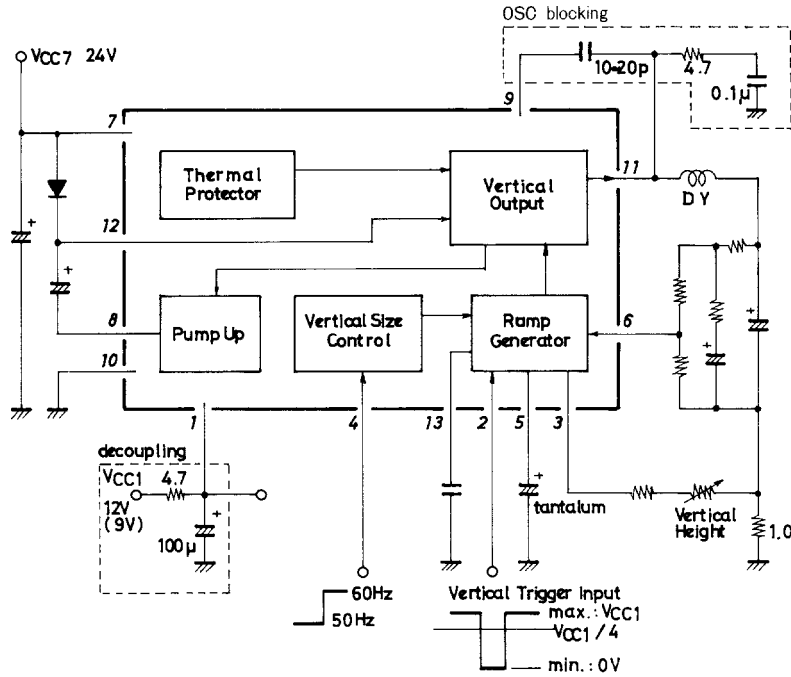 OSC blocking
VCC7 24V
10~20p
4.7
0.1μ
9
7
11
Thermal
Protector
Vertical
Output
DY
12
8
Pump Up
Vertical Size
Control
Ramp
Generator
6
10
1
4
13
2
5
3
decoupling
VCC1
4.7
12V
(9V)
100μ
tantalum
Vertical
Height
1.0
60Hz
50Hz
Vertical Trigger Input
max.: VCC1
VCC1/4
min.: 0V